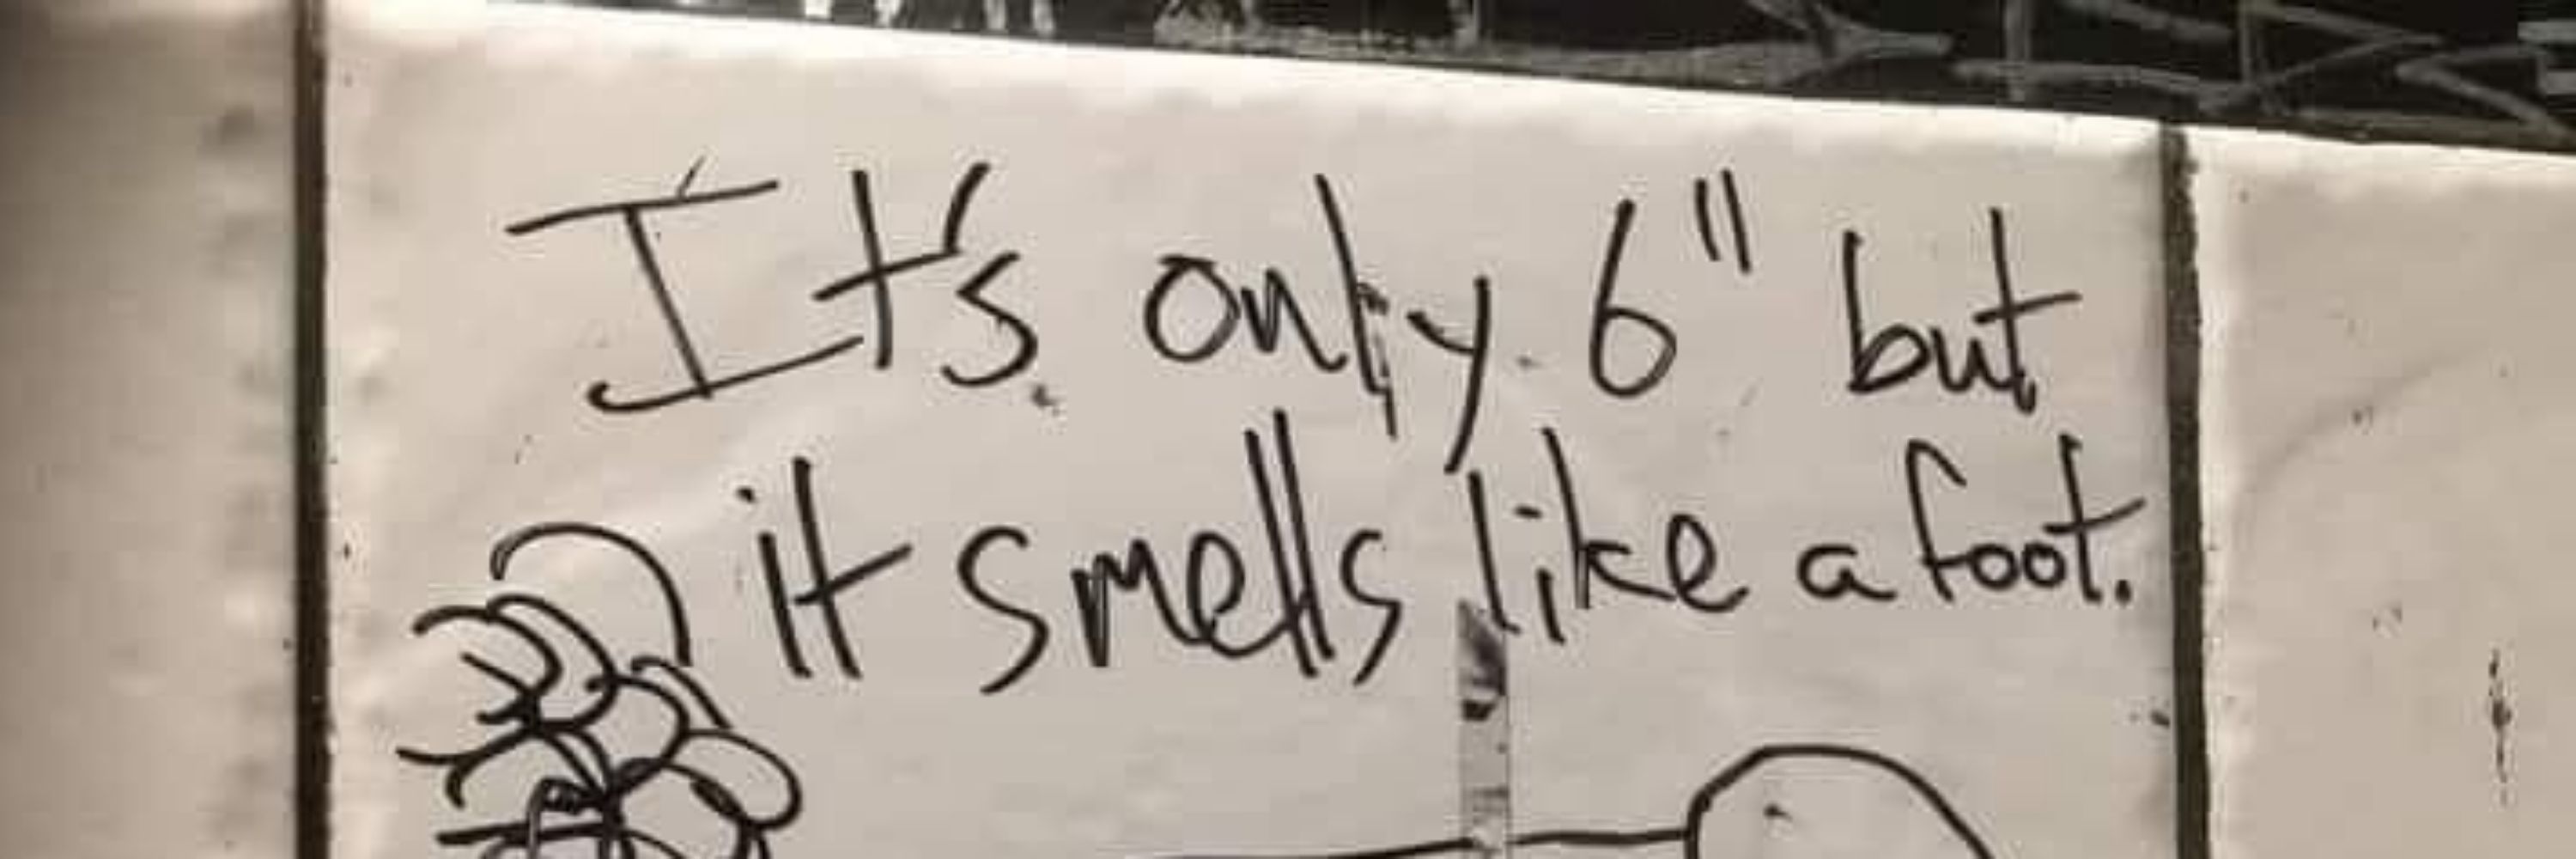 It's only 6" but
it smells like a foot.